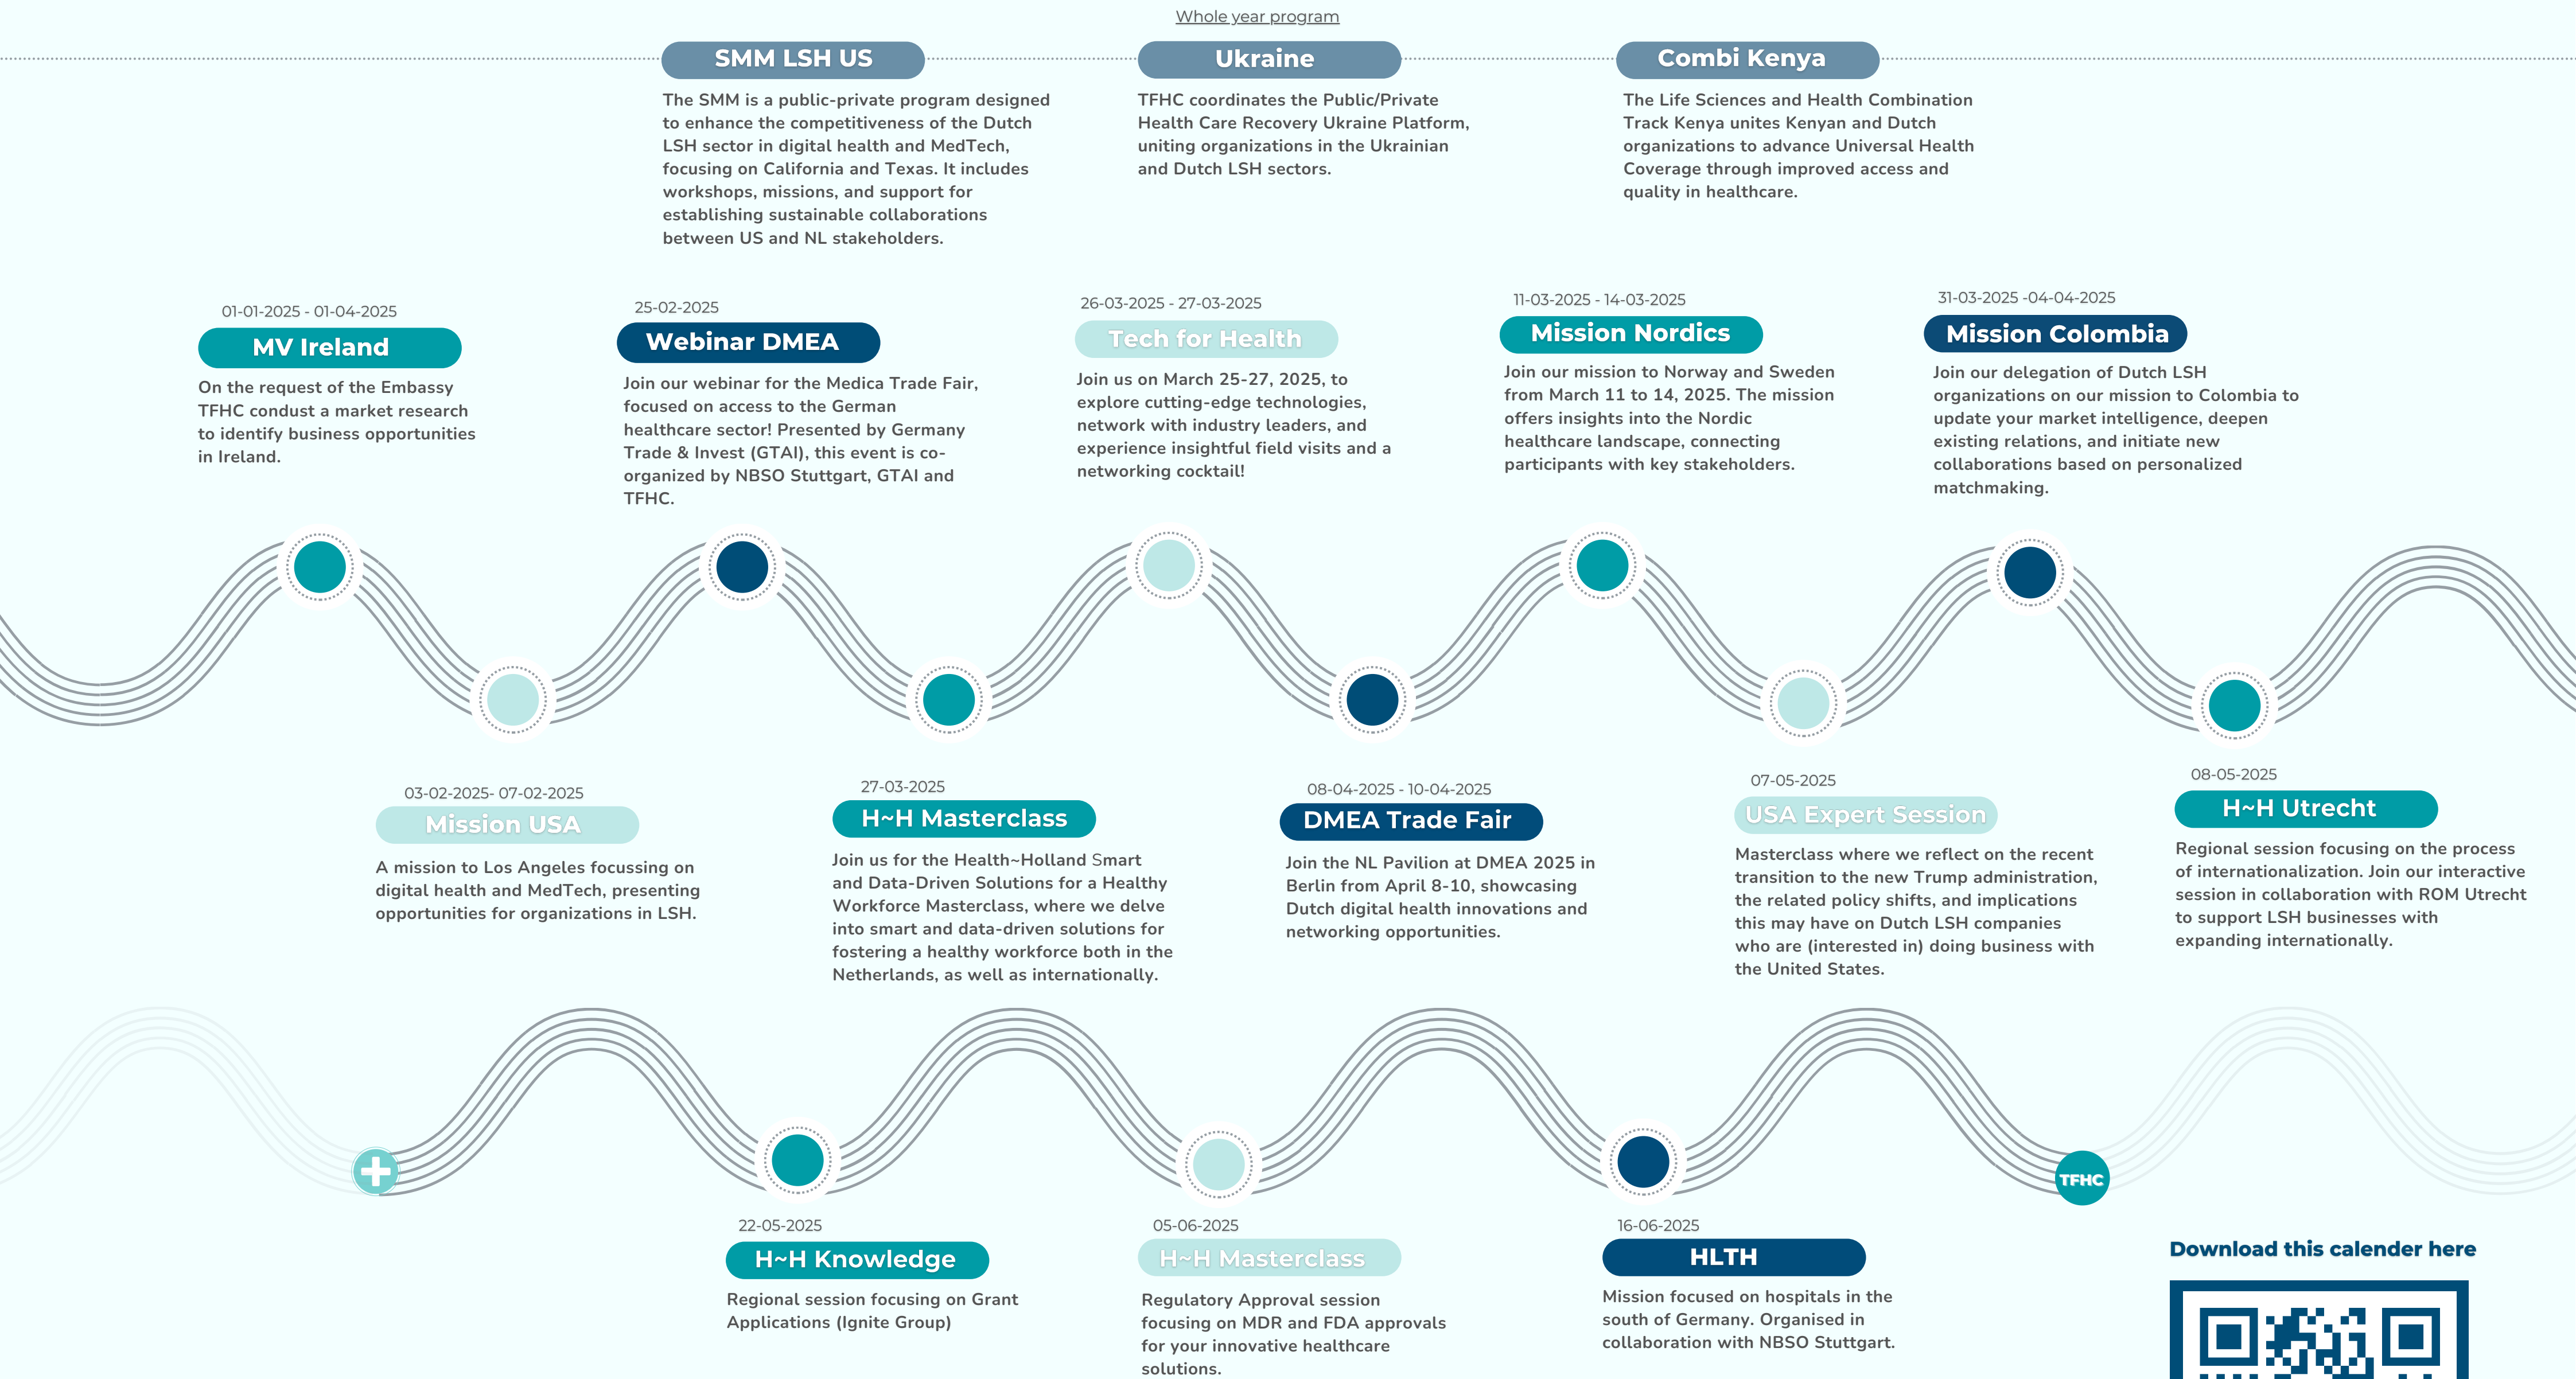 Whole year program
SMM LSH US
The SMM is a public-private program designed
to enhance the competitiveness of the Dutch
LSH sector in digital health and MedTech,
focusing on California and Texas. It includes
workshops, missions, and support for
establishing sustainable collaborations
between US and NL stakeholders.
Ukraine
TFHC coordinates the Public/Private
Health Care Recovery Ukraine Platform,
uniting organizations in the Ukrainian
and Dutch LSH sectors.
Combi Kenya
The Life Sciences and Health Combination
Track Kenya unites Kenyan and Dutch
organizations to advance Universal Health
Coverage through improved access and
quality in healthcare.
01-01-2025 - 01-04-2025
MV Ireland
On the request of the Embassy
TFHC condust a market research
to identify business opportunities
in Ireland.
25-02-2025
Webinar DMEA
Join our webinar for the Medica Trade Fair,
focused on access to the German
healthcare sector! Presented by Germany
Trade & Invest (GTAI), this event is co-
organized by NBSO Stuttgart, GTAI and
TFHC.
26-03-2025 - 27-03-2025
Tech for Health
Join us on March 25-27, 2025, to
explore cutting-edge technologies,
network with industry leaders, and
experience insightful field visits and a
networking cocktail!
11-03-2025 - 14-03-2025
Mission Nordics
Join our mission to Norway and Sweden
from March 11 to 14, 2025. The mission
offers insights into the Nordic
healthcare landscape, connecting
participants with key stakeholders.
31-03-2025 -04-04-2025
Mission Colombia
Join our delegation of Dutch LSH
organizations on our mission to Colombia to
update your market intelligence, deepen
existing relations, and initiate new
collaborations based on personalized
matchmaking.
03-02-2025- 07-02-2025
Mission USA
A mission to Los Angeles focussing on
digital health and MedTech, presenting
opportunities for organizations in LSH.
27-03-2025
H~H Masterclass
Join us for the Health~Holland Smart
and Data-Driven Solutions for a Healthy
Workforce Masterclass, where we delve
into smart and data-driven solutions for
fostering a healthy workforce both in the
Netherlands, as well as internationally.
08-04-2025 - 10-04-2025
DMEA Trade Fair
Join the NL Pavilion at DMEA 2025 in
Berlin from April 8-10, showcasing
Dutch digital health innovations and
networking opportunities.
07-05-2025
USA Expert Session
Masterclass where we reflect on the recent
transition to the new Trump administration,
the related policy shifts, and implications
this may have on Dutch LSH companies
who are (interested in) doing business with
the United States.
08-05-2025
H~H Utrecht
Regional session focusing on the process
of internationalization. Join our interactive
session in collaboration with ROM Utrecht
to support LSH businesses with
expanding internationally.
TFHC
22-05-2025
H~H Knowledge
Regional session focusing on Grant
Applications (Ignite Group)
05-06-2025
H~H Masterclass
Regulatory Approval session
focusing on MDR and FDA approvals
for your innovative healthcare
solutions.
16-06-2025
HLTH
Mission focused on hospitals in the
south of Germany. Organised in
collaboration with NBSO Stuttgart.
Download this calender here